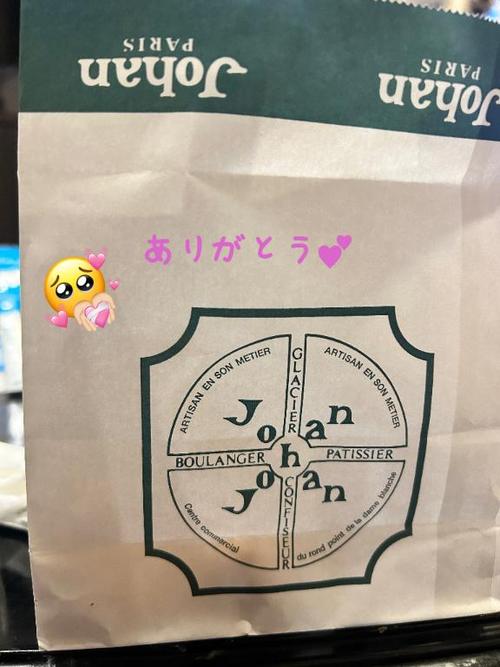 Johan
PARIS
Johan
PARIS
ありがとう
ARTISAN EN SON METIER
GLACIER
ARTISAN EN SON METIER
Johan
BOULANGER
PATISSIER
Johan
CONFISEUR
Centre commercial
du rond point de la dame blanche